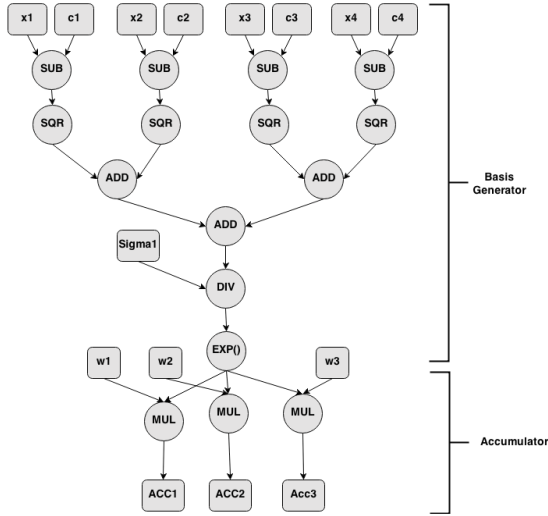 x1 c1 x2 c2 x3 c3 x4 c4
SUB SUB SUB SUB
SQR SQR SQR SQR
ADD ADD
Basis
Generator
ADD
Sigma1
DIV
EXP()
w1 w2 w3
MUL MUL MUL
Accumulator
ACC1 ACC2 Acc3